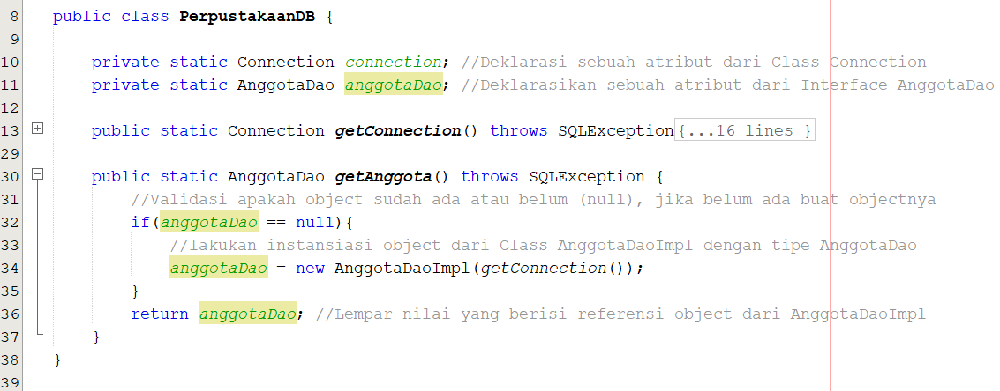 8 public class PerpustakaanDB {
9
10 private static Connection connection; //Deklarasi sebuah atribut dari Class Connection
11 private static AnggotaDao anggotaDao; //Deklarasikan sebuah atribut dari Interface AnggotaDao
12
13 public static Connection getConnection() throws SQLException{...16 lines }
29
30 public static AnggotaDao getAnggota() throws SQLException {
31 //Validasi apakah object sudah ada atau belum (null), jika belum ada buat objectnya
32 if(anggotaDao == null){
33 //lakukan instansiasi object dari Class AnggotaDaoImpl dengan tipe AnggotaDao
34 anggotaDao = new AnggotaDaoImpl(getConnection());
35 }
36 return anggotaDao; //Lempar nilai yang berisi referensi object dari AnggotaDaoImpl
37 }
38 }
39